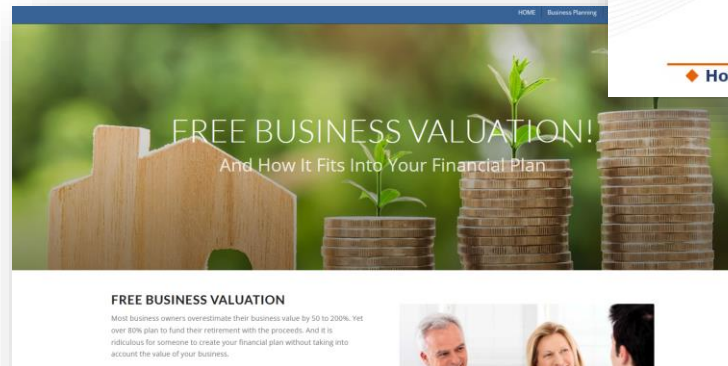 HOME Business Planning
Ho
FREE BUSINESS VALUATION!
And How It Fits Into Your Financial Plan
FREE BUSINESS VALUATION
Most business owners overestimate their business value by 50 to 200%. Yet
over 80% plan to fund their retirement with the proceeds. And it is
ridiculous for someone to create your financial plan without taking into
account the value of your business.